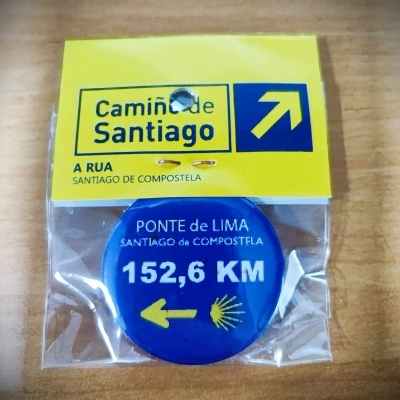 Camiño de
Santiago
A RUA
SANTIAGO DE COMPOSTELA
PONTE de LIMA
SANTIAGO de COMPOSTELA
152,6 KM